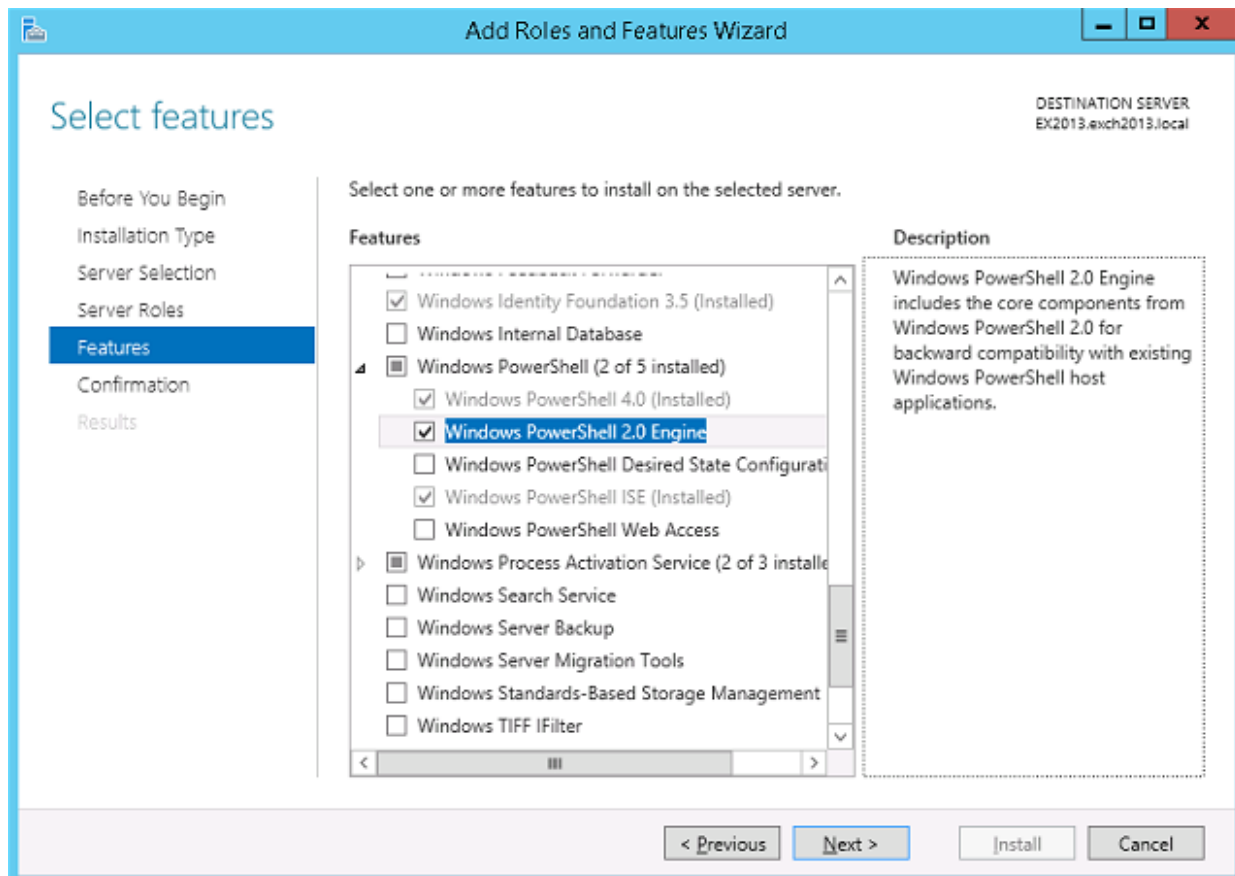 Add Roles and Features Wizard
Select features
DESTINATION SERVER
EX2013.exch2013.local
Before You Begin
Installation Type
Server Selection
Server Roles
Features
Confirmation
Results
Select one or more features to install on the selected server.
Features
Windows Identity Foundation 3.5 (Installed)
Windows Internal Database
Windows PowerShell (2 of 5 installed)
Windows PowerShell 4.0 (Installed)
Windows PowerShell 2.0 Engine
Windows PowerShell Desired State Configurati
Windows PowerShell ISE (Installed)
Windows PowerShell Web Access
Windows Process Activation Service (2 of 3 installe
Windows Search Service
Windows Server Backup
Windows Server Migration Tools
Windows Standards-Based Storage Management
Windows TIFF IFilter
Description
Windows PowerShell 2.0 Engine
includes the core components from
Windows PowerShell 2.0 for
backward compatibility with existing
Windows PowerShell host
applications.
< Previous
Next >
Install
Cancel